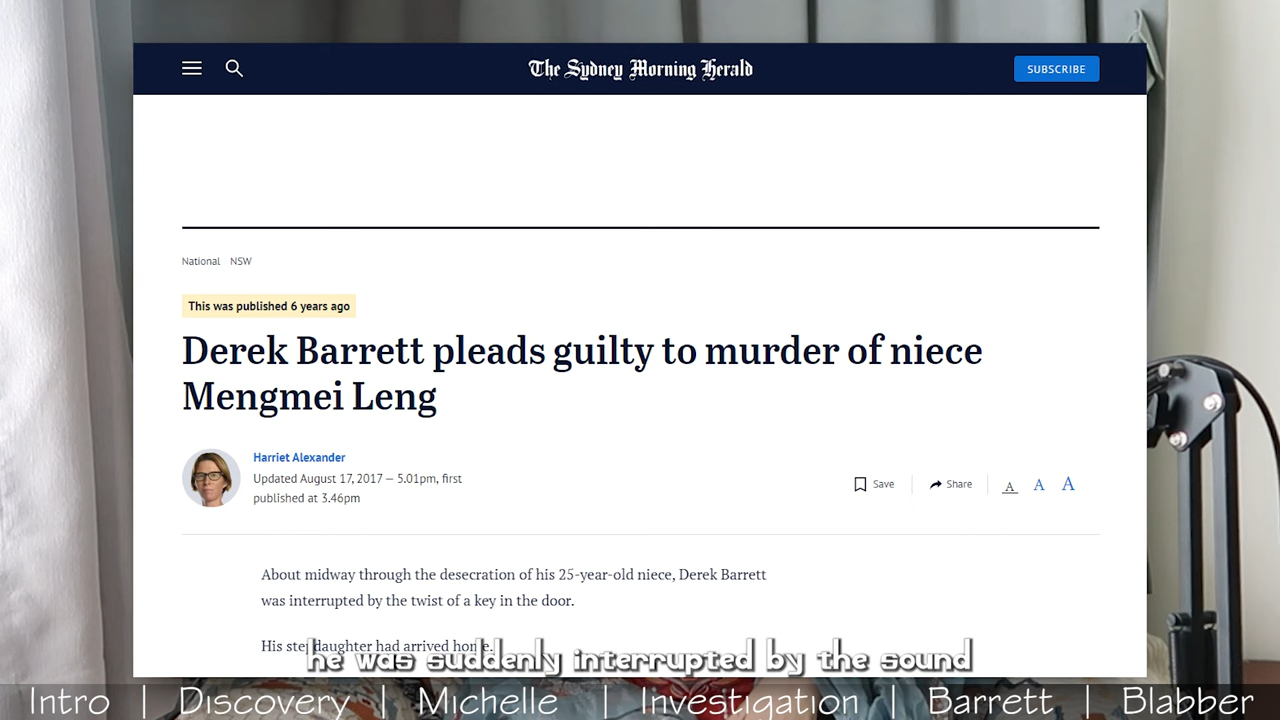 The Sydney Morning Herald
SUBSCRIBE
National NSW
This was published 6 years ago
Derek Barrett pleads guilty to murder of niece
Mengmei Leng
Harriet Alexander
Updated August 17, 2017 — 5.01pm, first
published at 3.46pm
Save
Share
A A A
About midway through the desecration of his 25-year-old niece, Derek Barrett
was interrupted by the twist of a key in the door.
His stepdaughter had arrived home.
he was suddenly interrupted by the sound
Intro | Discovery | Michelle | Investigation | Barrett | Blabber